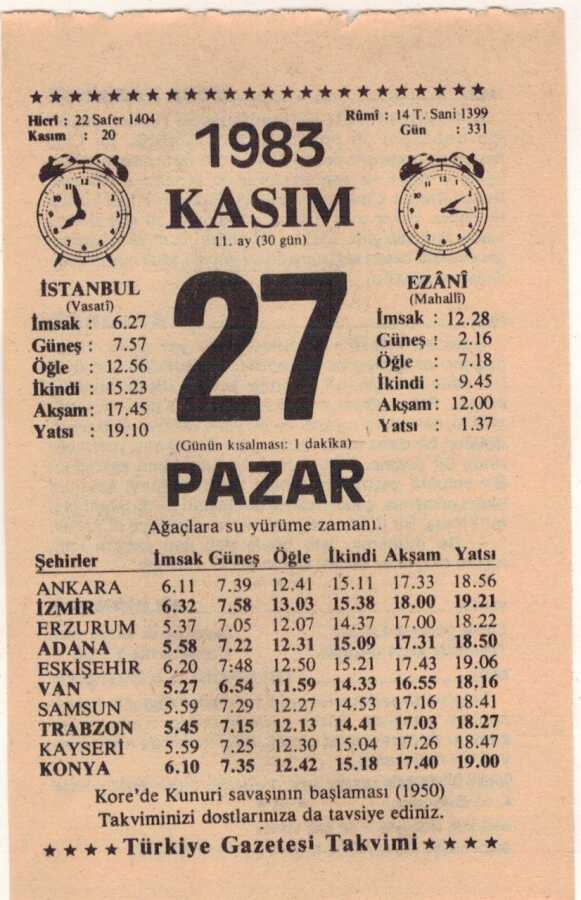 ★★★★★★★★★★★★★★★★★★★★★★
Hicrî : 22 Safer 1404
Kasım : 20
Rûmî : 14 T. Sani 1399
Gün : 331
1983
KASIM
11. ay (30 gün)
27
(Günün kısalması: 1 dakîka)
PAZAR
İSTANBUL
(Vasatî)
İmsak : 6.27
Güneş : 7.57
Öğle : 12.56
İkindi : 15.23
Akşam: 17.45
Yatsı : 19.10
EZÂNÎ
(Mahallî)
İmsak : 12.28
Güneş : 2.16
Öğle : 7.18
İkindi : 9.45
Akşam: 12.00
Yatsı : 1.37
Ağaçlara su yürüme zamanı.
Şehirler İmsak Güneş Öğle İkindi Akşam Yatsı
ANKARA 6.11 7.39 12.41 15.11 17.33 18.56
İZMİR 6.32 7.58 13.03 15.38 18.00 19.21
ERZURUM 5.37 7.05 12.07 14.37 17.00 18.22
ADANA 5.58 7.22 12.31 15.09 17.31 18.50
ESKİŞEHİR 6.20 7:48 12.50 15.21 17.43 19.06
VAN 5.27 6.54 11.59 14.33 16.55 18.16
SAMSUN 5.59 7.29 12.27 14.53 17.16 18.41
TRABZON 5.45 7.15 12.13 14.41 17.03 18.27
KAYSERİ 5.59 7.25 12.30 15.04 17.26 18.47
KONYA 6.10 7.35 12.42 15.18 17.40 19.00
Kore'de Kunuri savaşının başlaması (1950)
Takviminizi dostlarınıza da tavsiye ediniz.
★★★★Türkiye Gazetesi Takvimi★★★★